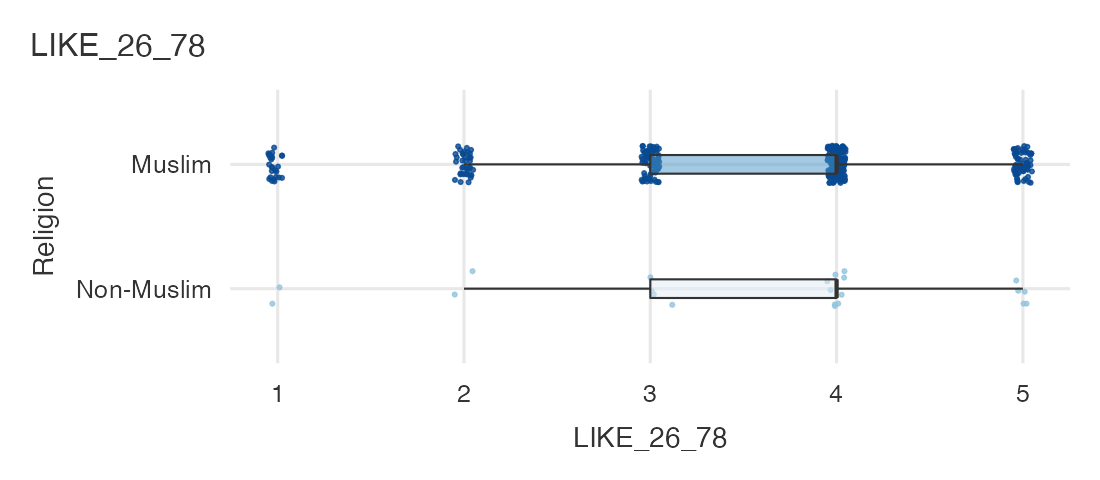 LIKE_26_78
Religion
Muslim
Non-Muslim
1 2 3 4 5
LIKE_26_78